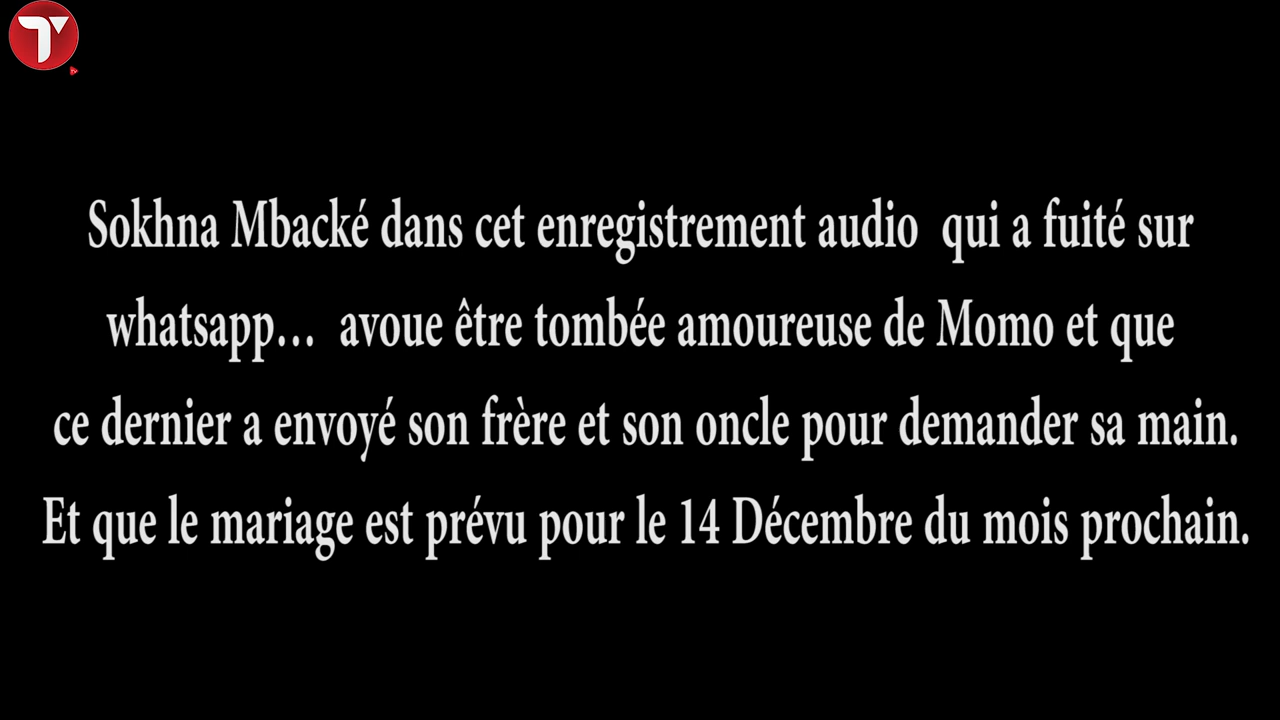 Sokhna Mbacké dans cet enregistrement audio qui a fuité sur
whatsapp... avoue être tombée amoureuse de Momo et que
ce dernier a envoyé son frère et son oncle pour demander sa main.
Et que le mariage est prévu pour le 14 Décembre du mois prochain.